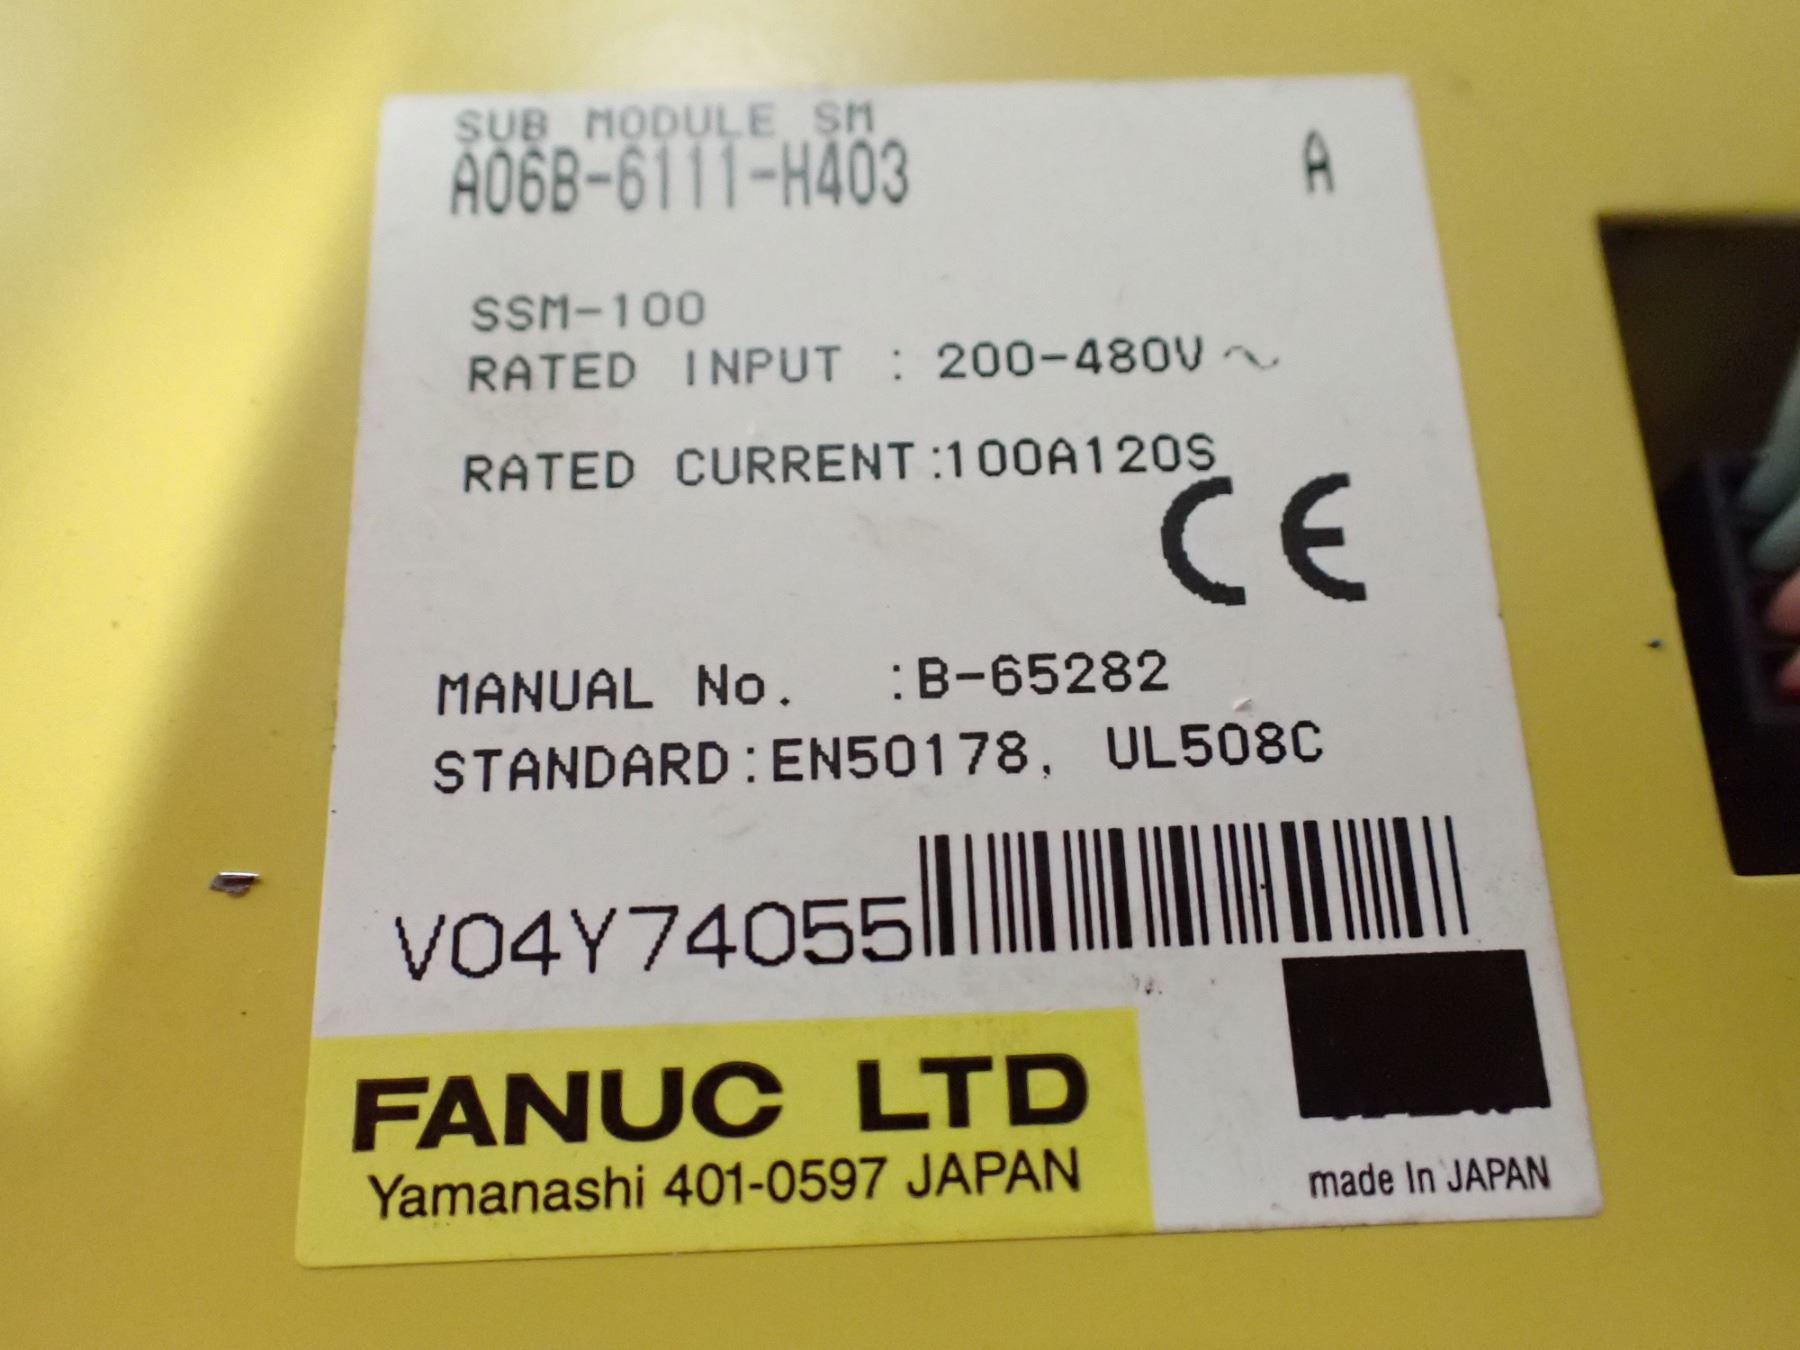 SUB MODULE SM
A06B-6111-H403 A
SSM-100
RATED INPUT : 200-480V~
RATED CURRENT:100A120S
CE
MANUAL No. :B-65282
STANDARD:EN50178, UL508C
V04Y74055
FANUC LTD
Yamanashi 401-0597 JAPAN
made In JAPAN